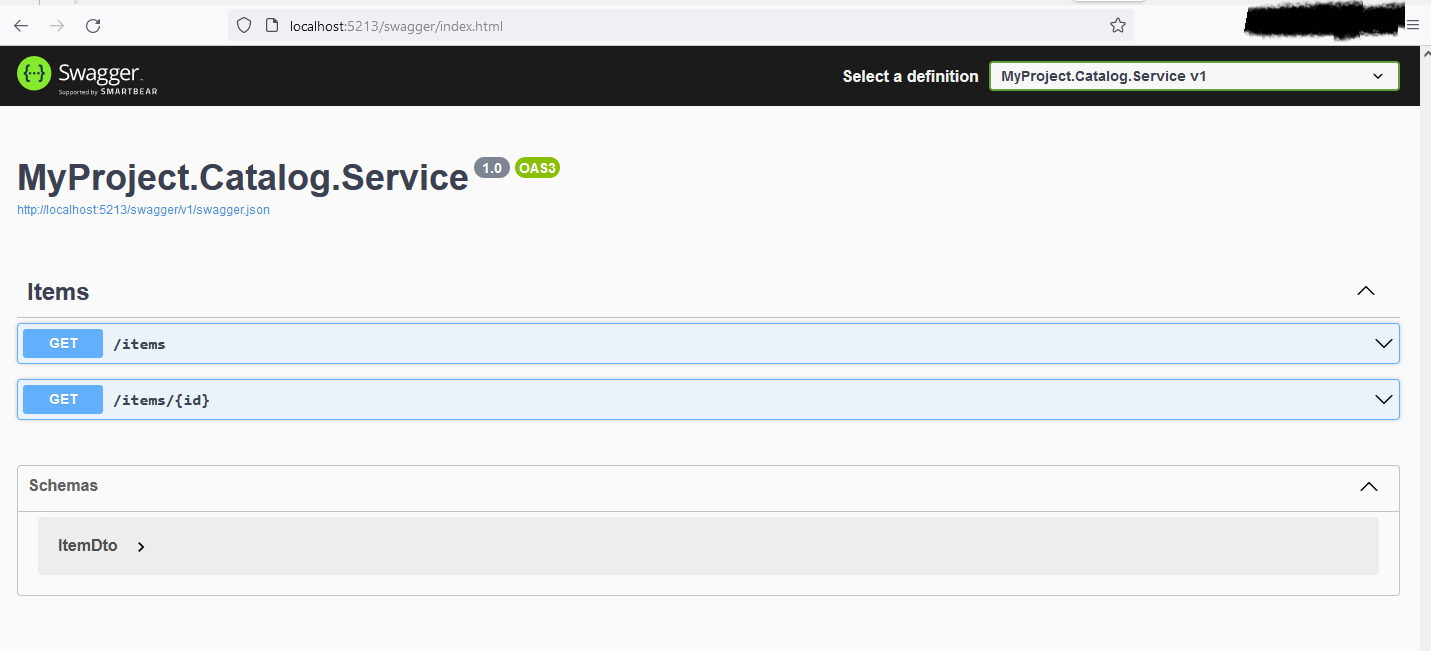 localhost:5213/swagger/index.html
{···} Swagger.
Supported by SMARTBEAR
Select a definition MyProject.Catalog.Service v1
MyProject.Catalog.Service 1.0 OAS3
http://localhost:5213/swagger/v1/swagger.json
Items
GET /items
GET /items/{id}
Schemas
ItemDto